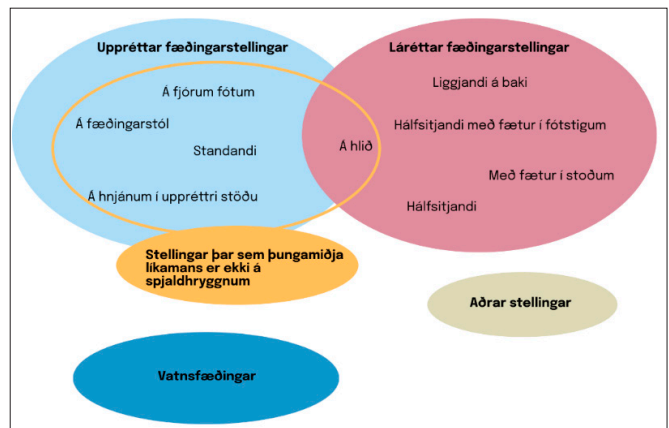 Uppréttar fæðingarstellingar
Á fjórum fótum
Á fæðingarstól
Standandi
Á hnjánum í uppréttri stöðu
Á hlið
Láréttar fæðingarstellingar
Liggjandi á baki
Hálfsitjandi með fætur í fótstigum
Með fætur í stoðum
Hálfsitjandi
Stellingar þar sem þungamiðja
líkamans er ekki á
spjaldhryggnum
Aðrar stellingar
Vatnsfæðingar